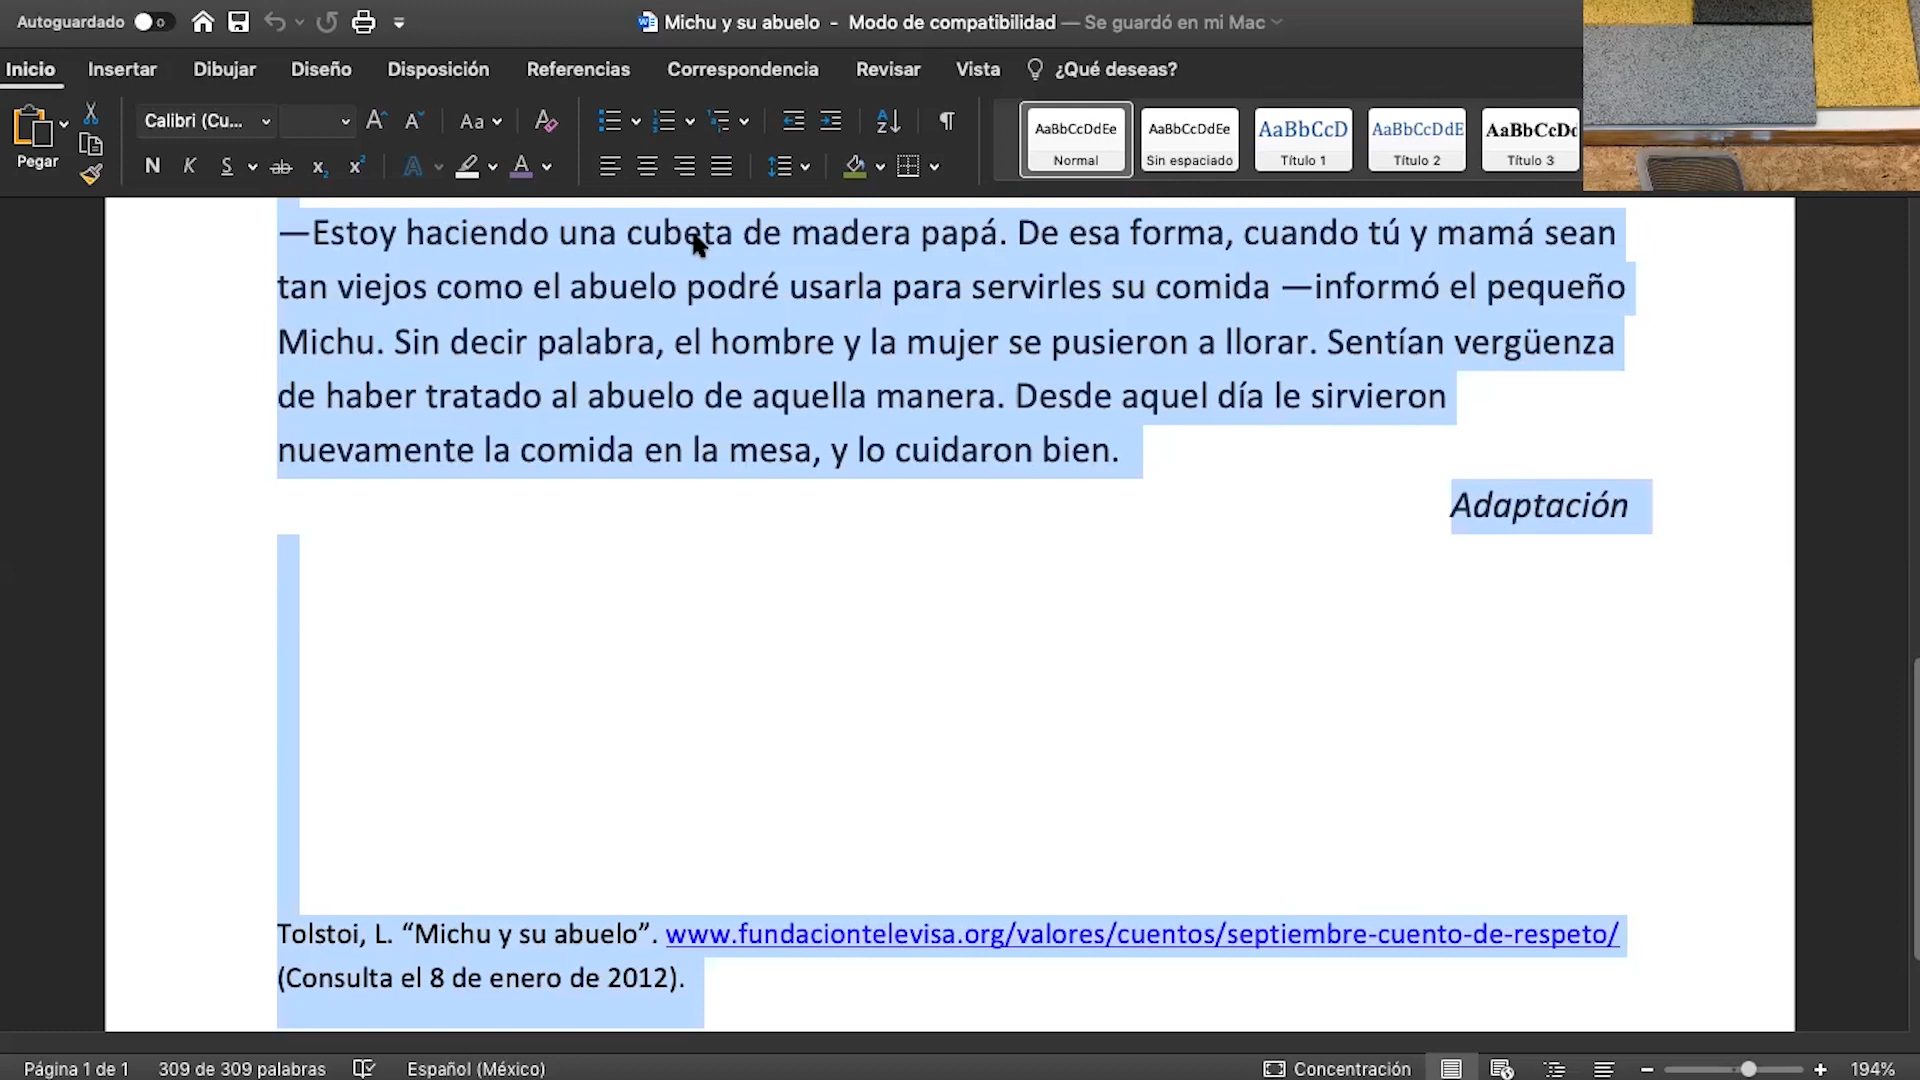 Autoguardado
Michu y su abuelo - Modo de compatibilidad — Se guardó en mi Mac
Inicio Insertar Dibujar Diseño Disposición Referencias Correspondencia Revisar Vista ¿Qué deseas?
Pegar
Calibri (Cu...
AaBbCcDdEe AaBbCcDdEe AaBbCcD AaBbCcDdE AaBbCcDd
Normal Sin espaciado Título 1 Título 2 Título 3
—Estoy haciendo una cubeta de madera papá. De esa forma, cuando tú y mamá sean
tan viejos como el abuelo podré usarla para servirles su comida —informó el pequeño
Michu. Sin decir palabra, el hombre y la mujer se pusieron a llorar. Sentían vergüenza
de haber tratado al abuelo de aquella manera. Desde aquel día le sirvieron
nuevamente la comida en la mesa, y lo cuidaron bien.
Adaptación
Tolstoi, L. “Michu y su abuelo”. www.fundaciontelevisa.org/valores/cuentos/septiembre-cuento-de-respeto/
(Consulta el 8 de enero de 2012).
Página 1 de 1 309 de 309 palabras Español (México) Concentración 194%